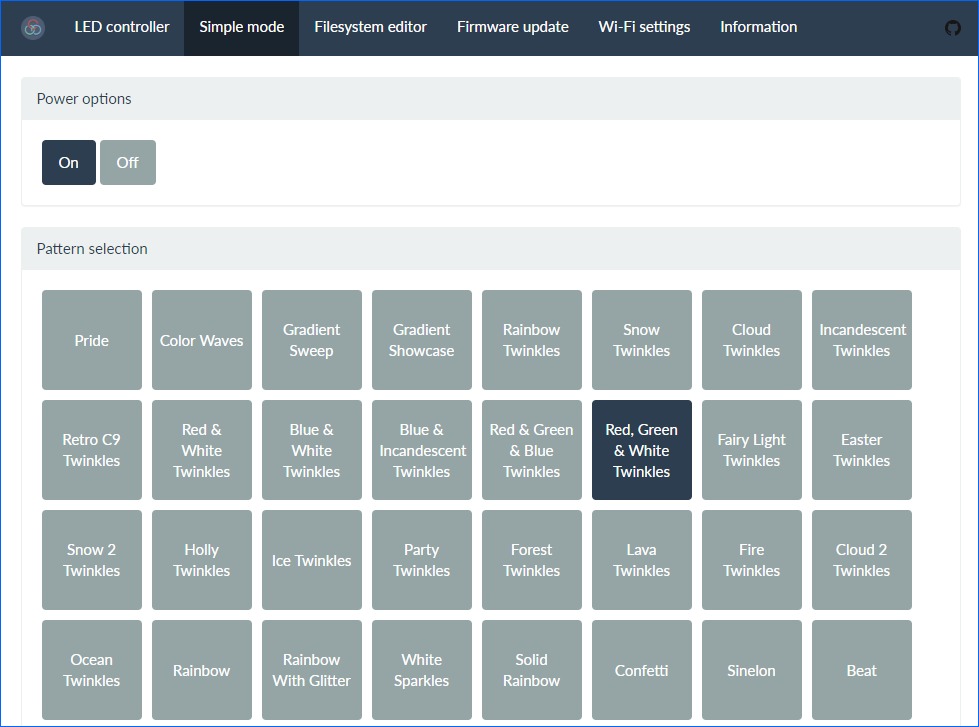 LED controller Simple mode Filesystem editor Firmware update Wi-Fi settings Information
Power options
On Off
Pattern selection
Pride
Color Waves
Gradient
Sweep
Gradient
Showcase
Rainbow
Twinkles
Snow
Twinkles
Cloud
Twinkles
Incandescent
Twinkles
Retro C9
Twinkles
Red &
White
Twinkles
Blue &
White
Twinkles
Blue &
Incandescent
Twinkles
Red & Green
& Blue
Twinkles
Red, Green
& White
Twinkles
Fairy Light
Twinkles
Easter
Twinkles
Snow 2
Twinkles
Holly
Twinkles
Ice Twinkles
Party
Twinkles
Forest
Twinkles
Lava
Twinkles
Fire
Twinkles
Cloud 2
Twinkles
Ocean
Twinkles
Rainbow
Rainbow
With Glitter
White
Sparkles
Solid
Rainbow
Confetti
Sinelon
Beat